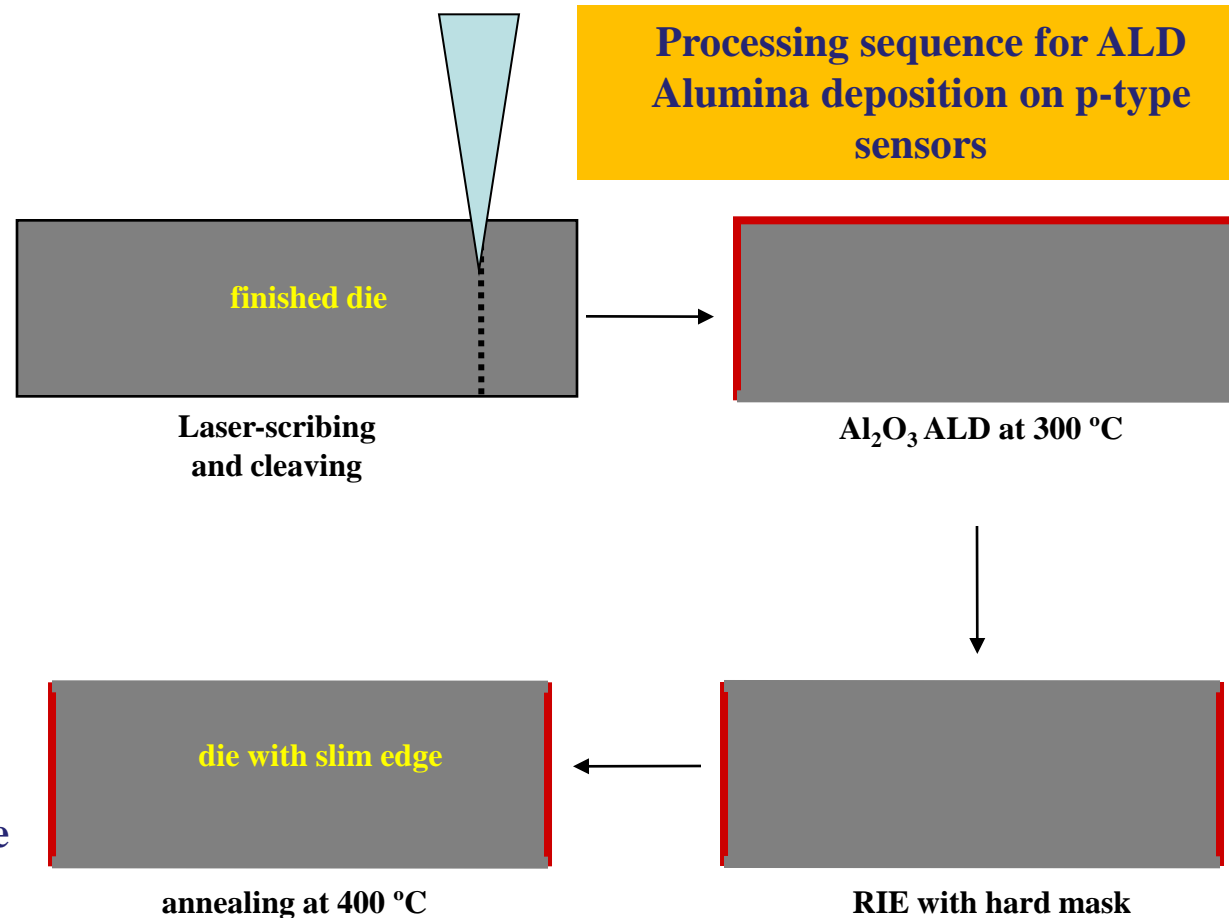 Processing sequence for ALD
Alumina deposition on p-type
sensors
finished die
Laser-scribing
and cleaving
Al₂O₃ ALD at 300 ºC
die with slim edge
e
annealing at 400 ºC
RIE with hard mask